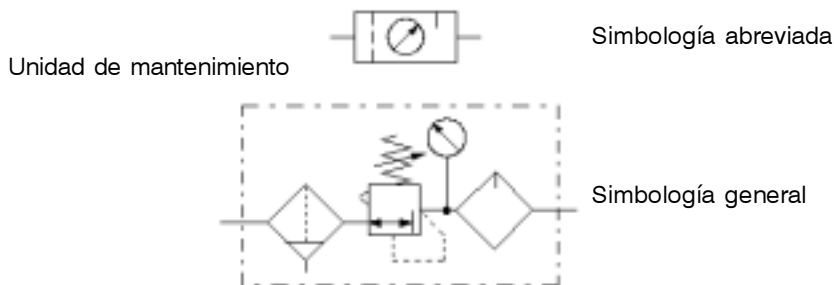 Simbología abreviada
Unidad de mantenimiento
Simbología general